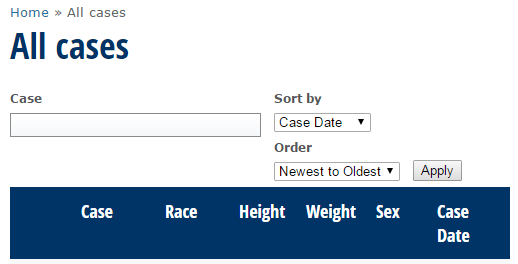 Home » All cases
All cases
Case
Sort by
Case Date
Order
Newest to Oldest
Apply
Case Race Height Weight Sex Case
Date